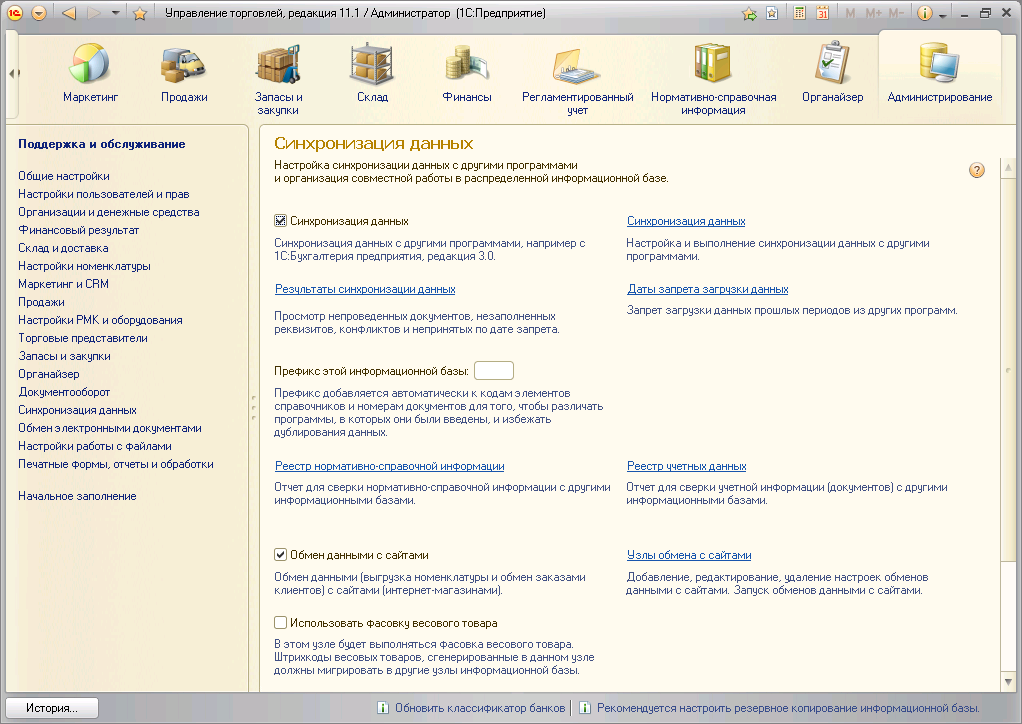 Управление торговлей, редакция 11.1 / Администратор (1С:Предприятие)
M M+ M-
Маркетинг
Продажи
Запасы и
закупки
Склад
Финансы
Регламентированный
учет
Нормативно-справочная
информация
Органайзер
Администрирование
Поддержка и обслуживание
Общие настройки
Настройки пользователей и прав
Организации и денежные средства
Финансовый результат
Склад и доставка
Настройки номенклатуры
Маркетинг и CRM
Продажи
Настройки РМК и оборудования
Торговые представители
Запасы и закупки
Органайзер
Документооборот
Синхронизация данных
Обмен электронными документами
Настройки работы с файлами
Печатные формы, отчеты и обработки
Начальное заполнение
Синхронизация данных
Настройка синхронизации данных с другими программами
и организация совместной работы в распределенной информационной базе.
Синхронизация данных
Синхронизация данных с другими программами, например с
1С:Бухгалтерия предприятия, редакция 3.0.
Синхронизация данных
Настройка и выполнение синхронизации данных с другими
программами.
Результаты синхронизации данных
Просмотр непроведенных документов, незаполненных
реквизитов, конфликтов и непринятых по дате запрета.
Даты запрета загрузки данных
Запрет загрузки данных прошлых периодов из других программ.
Префикс этой информационной базы:
Префикс добавляется автоматически к кодам элементов
справочников и номерам документов для того, чтобы различать
программы, в которых они были введены, и избежать
дублирования данных.
Реестр нормативно-справочной информации
Отчет для сверки нормативно-справочной информации с другими
информационными базами.
Реестр учетных данных
Отчет для сверки учетной информации (документов) с другими
информационными базами.
Обмен данными с сайтами
Обмен данными (выгрузка номенклатуры и обмен заказами
клиентов) с сайтами (интернет-магазинами).
Узлы обмена с сайтами
Добавление, редактирование, удаление настроек обменов
данными с сайтами. Запуск обменов данными с сайтами.
Использовать фасовку весового товара
В этом узле будет выполняться фасовка весового товара.
Штрихкоды весовых товаров, сгенерированные в данном узле
должны мигрировать в другие узлы информационной базы.
История...
Обновить классификатор банков
Рекомендуется настроить резервное копирование информационной базы.